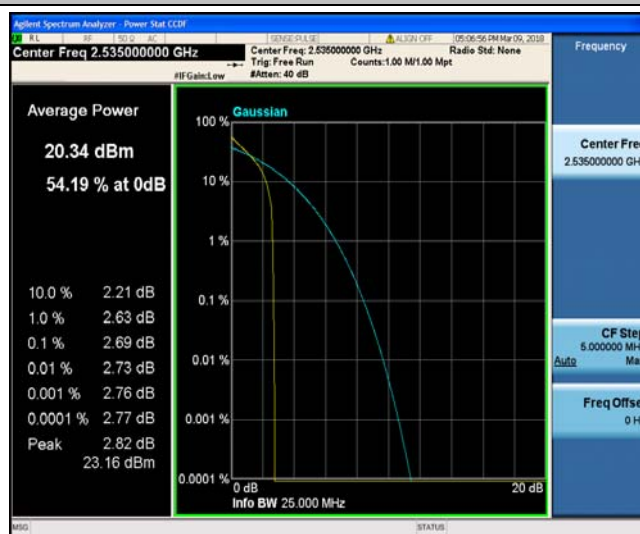 Agilent Spectrum Analyzer - Power Stat CCDF
RL RF 50 Ω AC SENSE:PULSE ALIGN OFF 05:06:56 PM Mar 09, 2018
Center Freq 2.535000000 GHz
Center Freq: 2.535000000 GHz Radio Std: None
Trig: Free Run Counts:1.00 M/1.00 Mpt
#IFGain:Low #Atten: 40 dB
Frequency
Average Power
20.34 dBm
54.19 % at 0dB
10.0 % 2.21 dB
1.0 % 2.63 dB
0.1 % 2.69 dB
0.01 % 2.73 dB
0.001 % 2.76 dB
0.0001 % 2.77 dB
Peak 2.82 dB
23.16 dBm
Gaussian
100 %
10 %
1 %
0.1 %
0.01 %
0.001 %
0.0001 %
0 dB 20 dB
Info BW 25.000 MHz
Center Fre
2.535000000 GH
CF Step
5.000000 MH
Auto Ma
Freq Offse
0 H
MSG STATUS